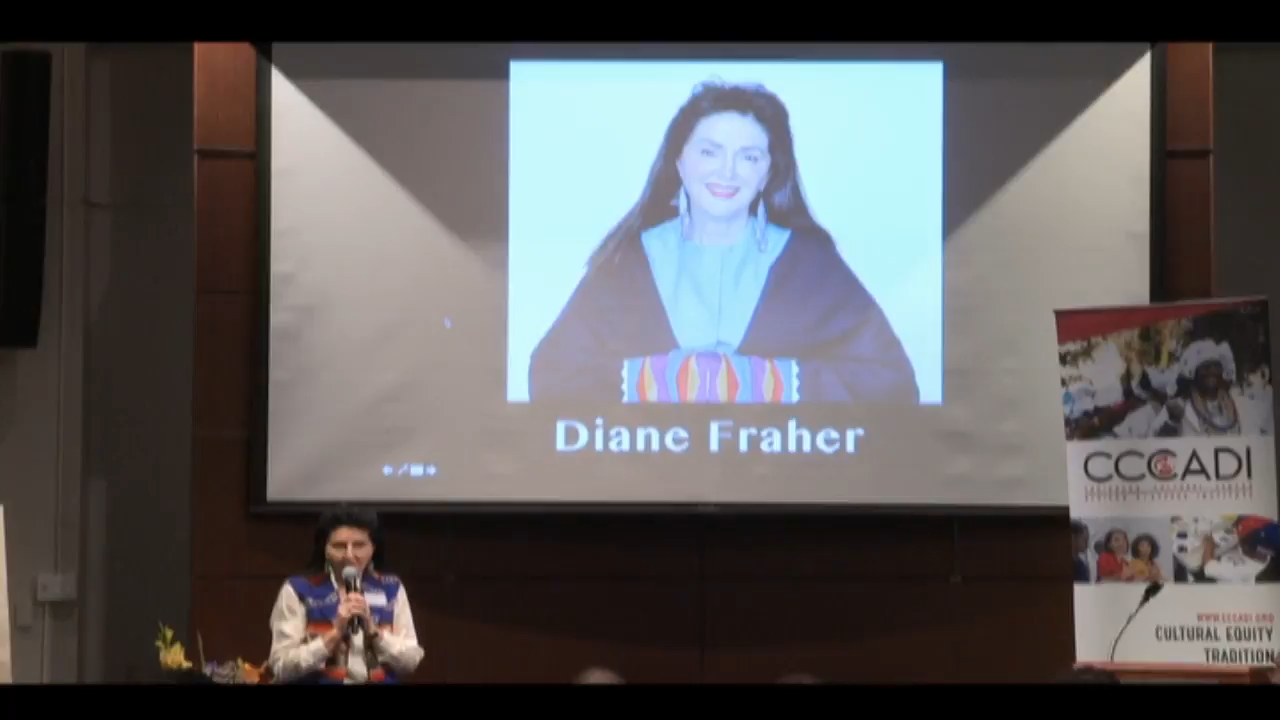 Diane Fraher
CCCADI
WWW.CCCADI.ORG
CULTURAL EQUITY
TRADITION